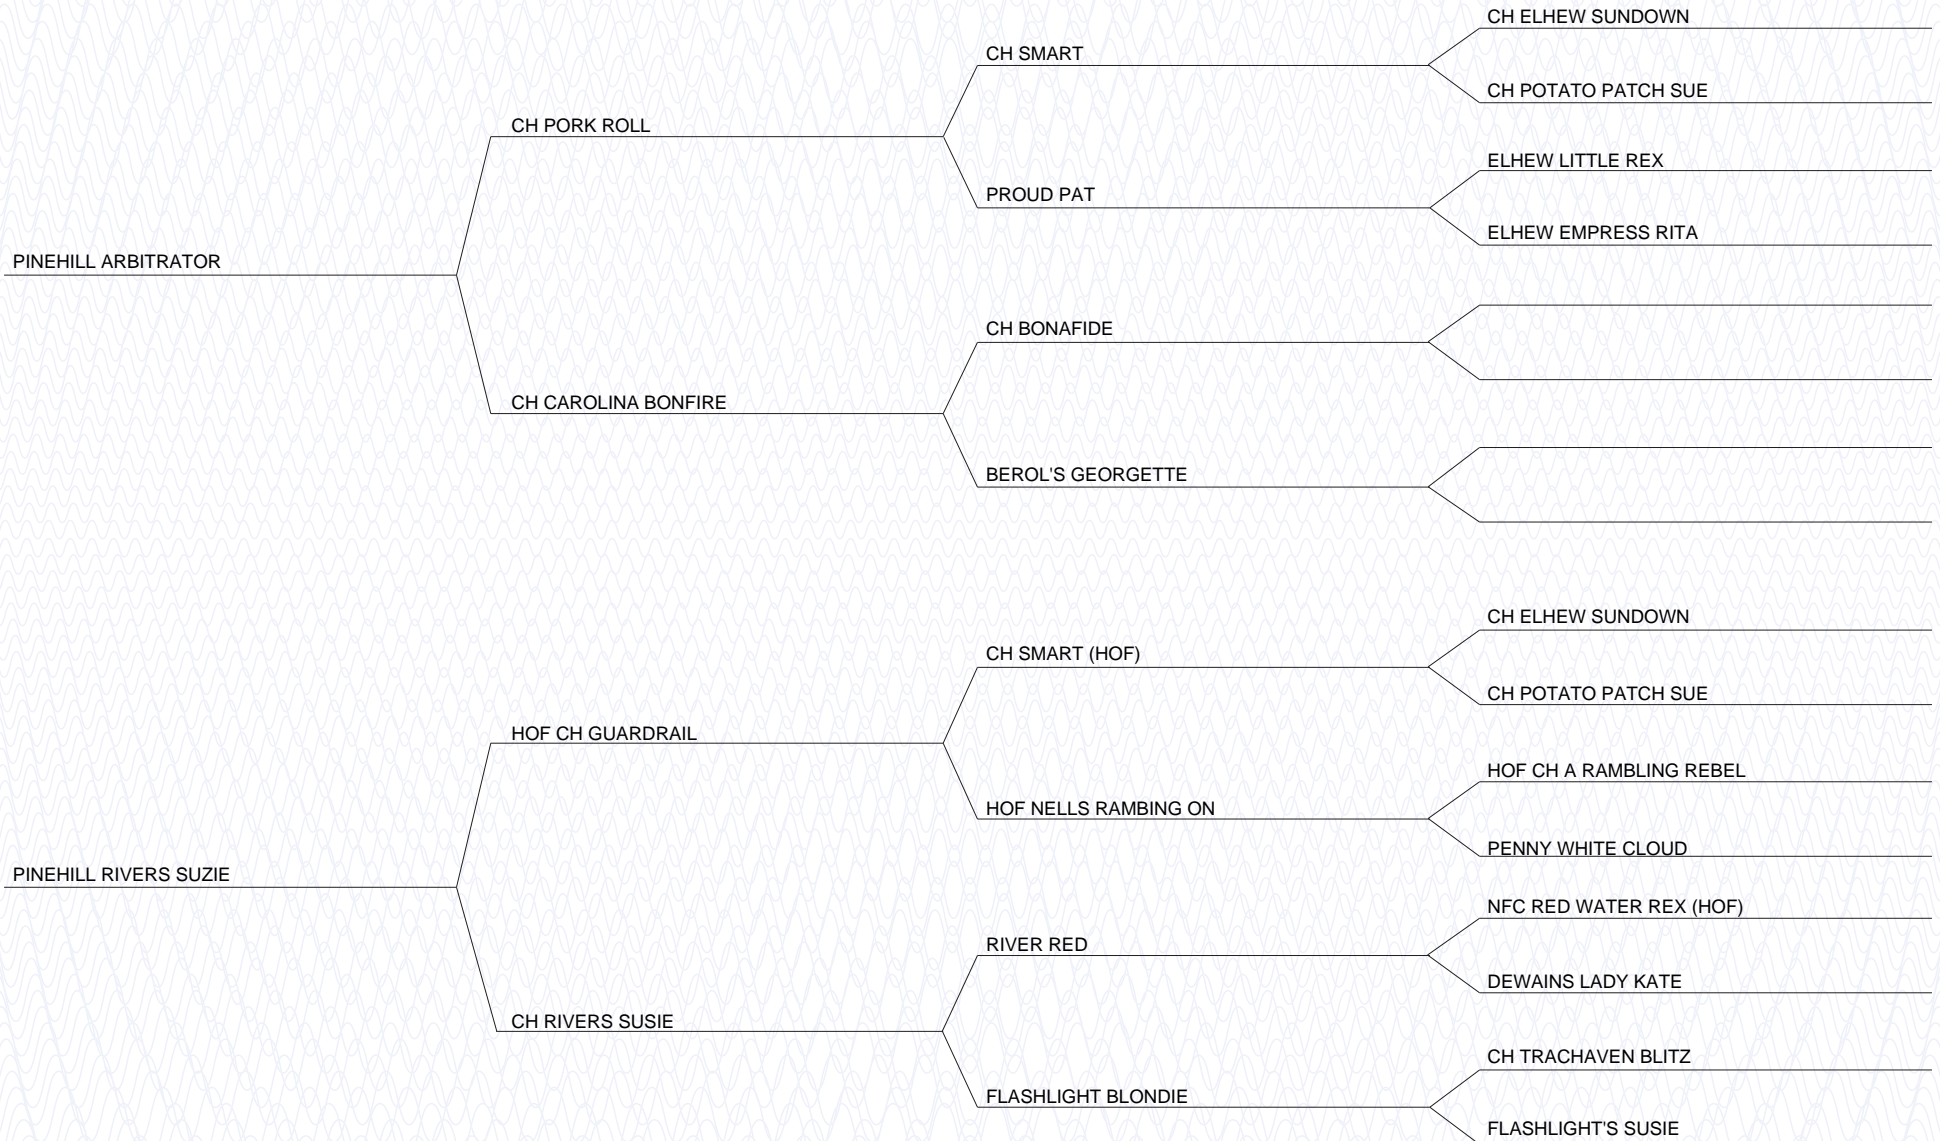 CH ELHEW SUNDOWN
CH SMART
CH POTATO PATCH SUE
CH PORK ROLL
ELHEW LITTLE REX
PROUD PAT
ELHEW EMPRESS RITA
PINEHILL ARBITRATOR
CH BONAFIDE
CH CAROLINA BONFIRE
BEROL'S GEORGETTE
CH ELHEW SUNDOWN
CH SMART (HOF)
CH POTATO PATCH SUE
HOF CH GUARDRAIL
HOF CH A RAMBLING REBEL
HOF NELLS RAMBING ON
PENNY WHITE CLOUD
PINEHILL RIVERS SUZIE
NFC RED WATER REX (HOF)
RIVER RED
DEWAINS LADY KATE
CH RIVERS SUSIE
CH TRACHAVEN BLITZ
FLASHLIGHT BLONDIE
FLASHLIGHT'S SUSIE